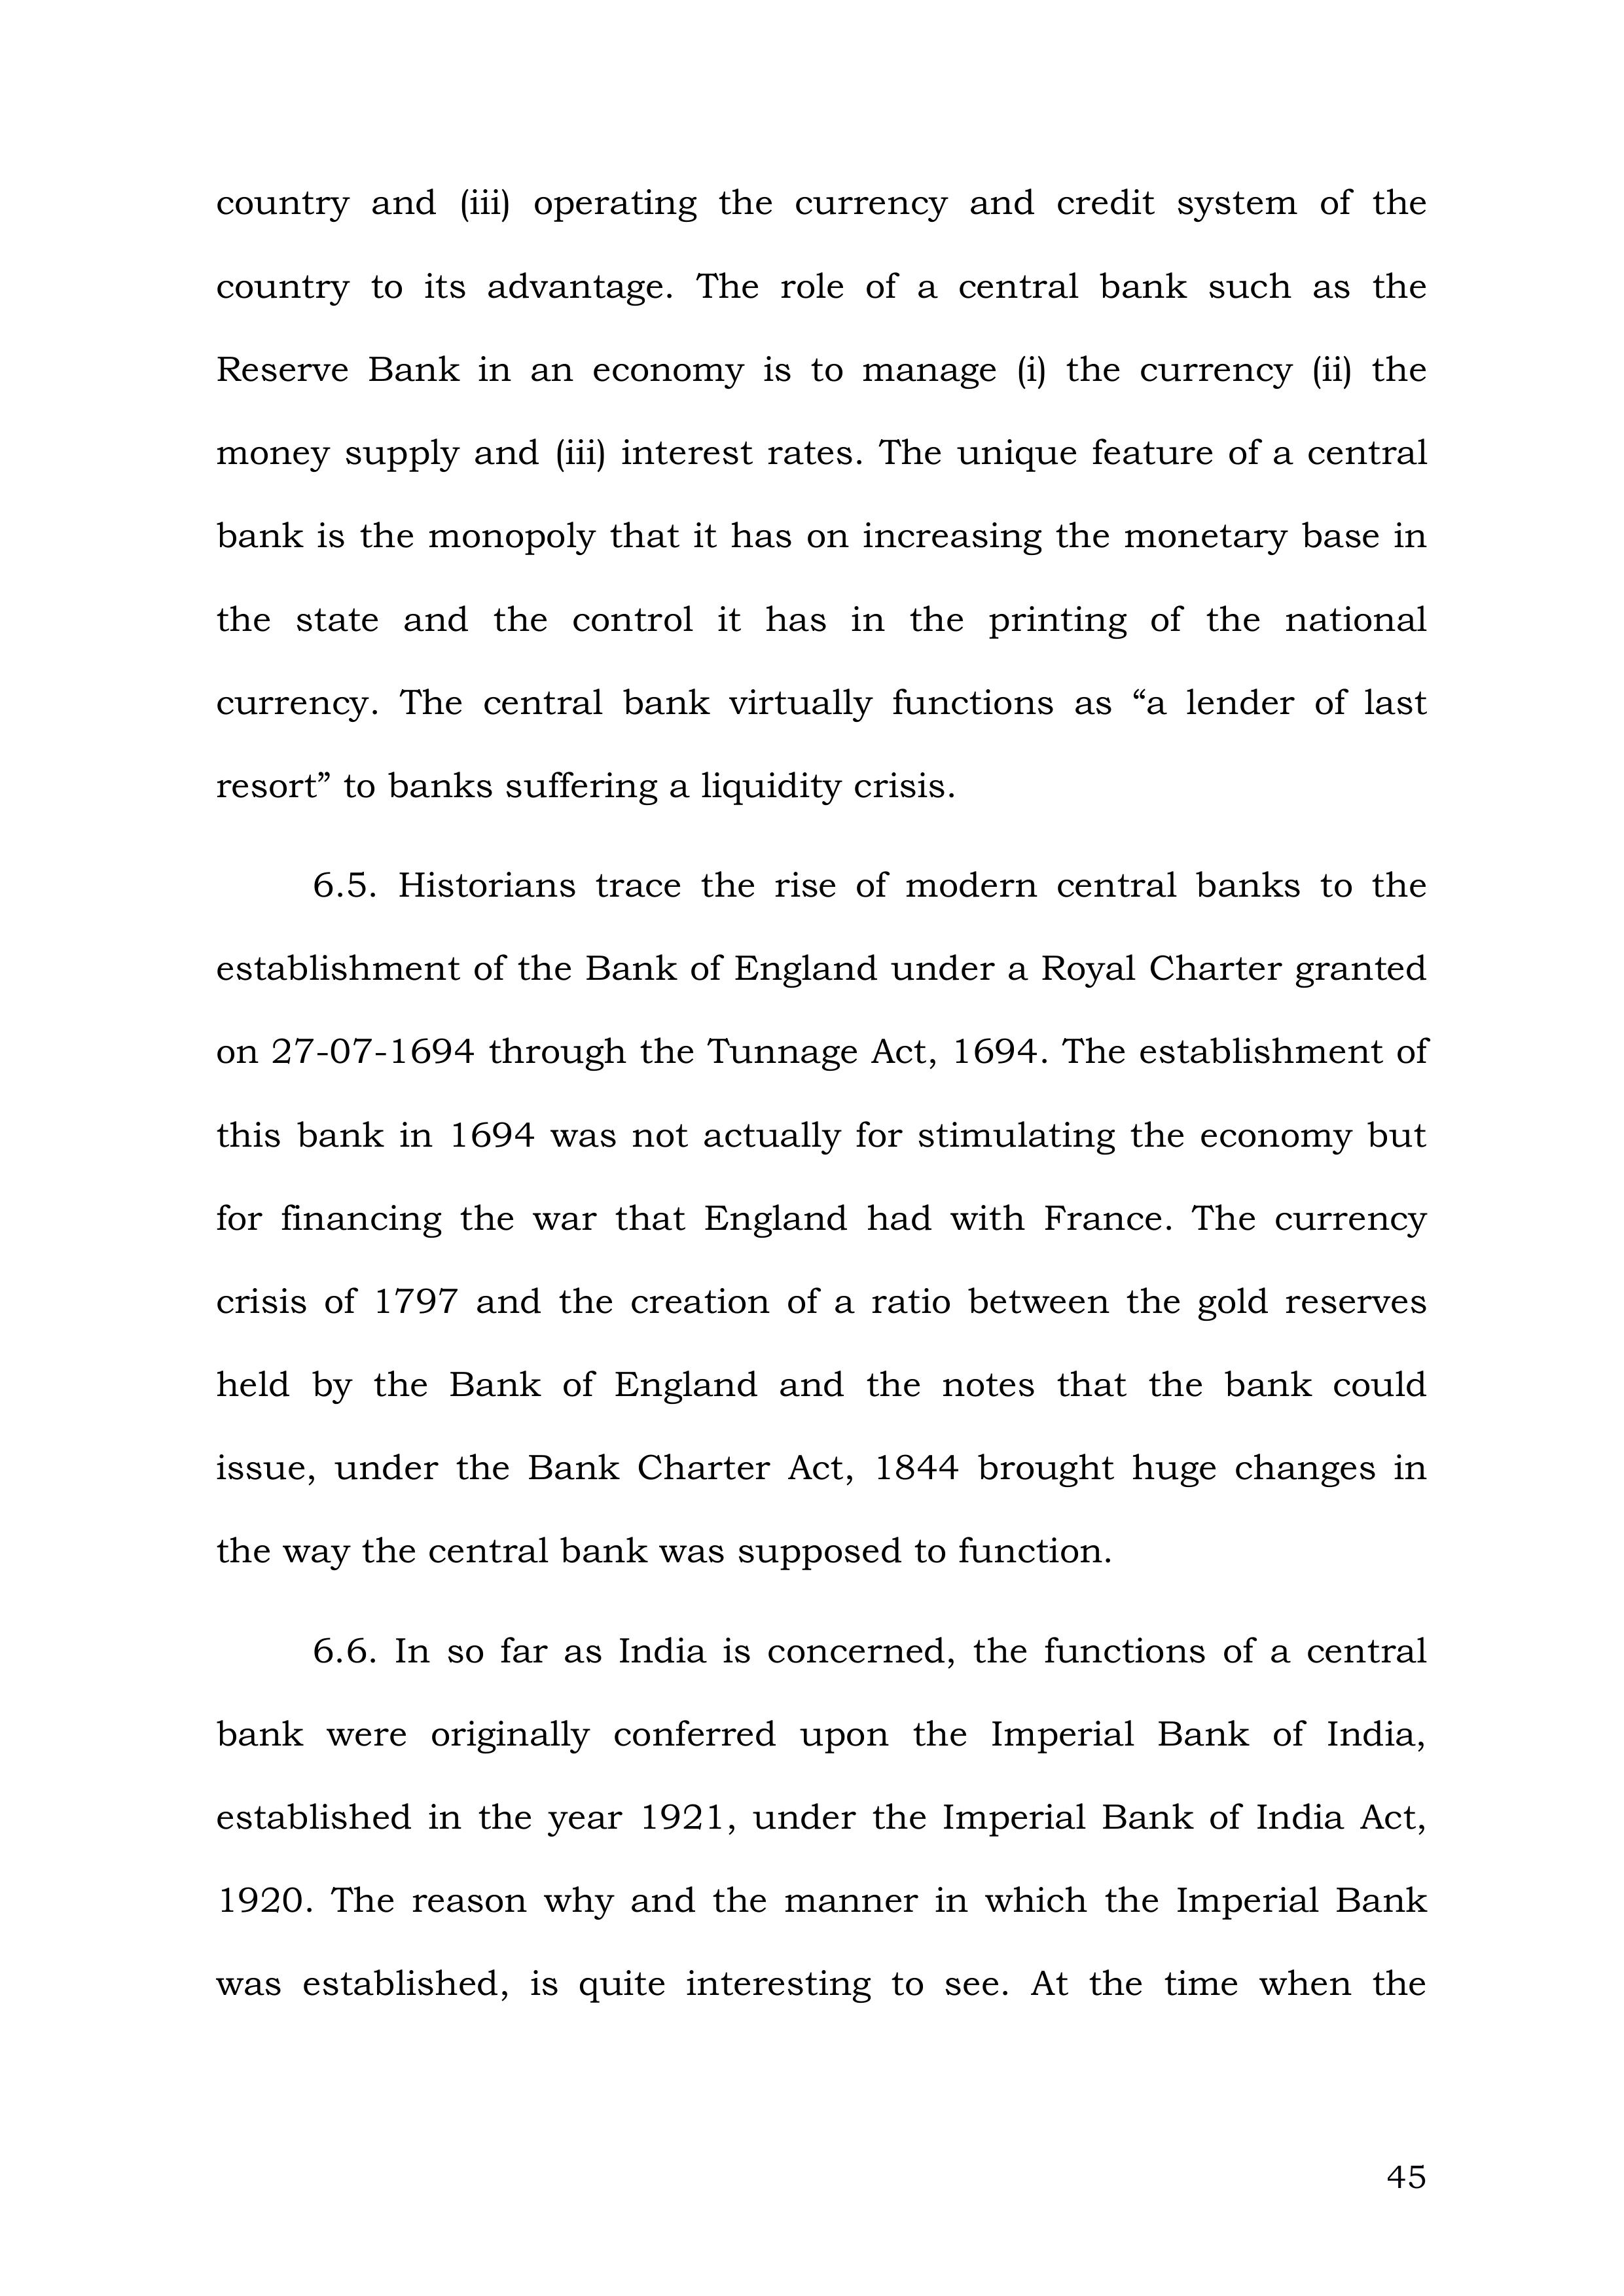 country and (iii) operating the currency and credit system of the
country to its advantage. The role of a central bank such as the
Reserve Bank in an economy is to manage (i) the currency (ii) the
money supply and (iii) interest rates. The unique feature of a central
bank is the monopoly that it has on increasing the monetary base in
the state and the control it has in the printing of the national
currency. The central bank virtually functions as “a lender of last
resort” to banks suffering a liquidity crisis.
6.5. Historians trace the rise of modern central banks to the
establishment of the Bank of England under a Royal Charter granted
on 27-07-1694 through the Tunnage Act, 1694. The establishment of
this bank in 1694 was not actually for stimulating the economy but
for financing the war that England had with France. The currency
crisis of 1797 and the creation of a ratio between the gold reserves
held by the Bank of England and the notes that the bank could
issue, under the Bank Charter Act, 1844 brought huge changes in
the way the central bank was supposed to function.
6.6. In so far as India is concerned, the functions of a central
bank were originally conferred upon the Imperial Bank of India,
established in the year 1921, under the Imperial Bank of India Act,
1920. The reason why and the manner in which the Imperial Bank
was established, is quite interesting to see. At the time when the
45